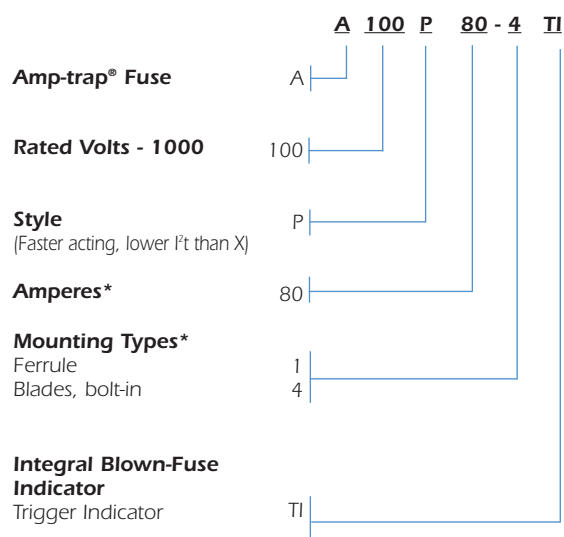 A 100 P 80 - 4 TI
Amp-trap® Fuse A
Rated Volts - 1000 100
Style P
(Faster acting, lower I²t than X)
Amperes* 80
Mounting Types*
Ferrule 1
Blades, bolt-in 4
Integral Blown-Fuse
Indicator
Trigger Indicator TI